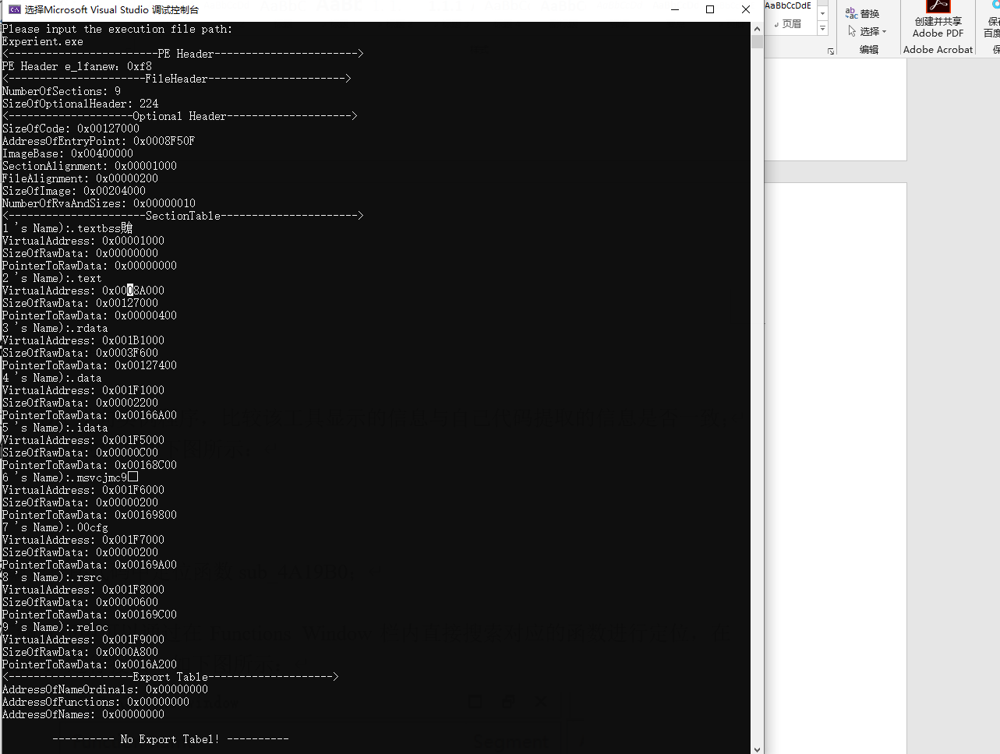 选择Microsoft Visual Studio 调试控制台
Please input the execution file path:
Experient.exe
<------------------------PE Header----------------------->
PE Header e_lfanew: 0xf8
<----------------------FileHeader---------------------->
NumberOfSections: 9
SizeOfOptionalHeader: 224
<--------------------Optional Header-------------------->
SizeOfCode: 0x00127000
AddressOfEntryPoint: 0x0008F50F
ImageBase: 0x00400000
SectionAlignment: 0x00001000
FileAlignment: 0x00000200
SizeOfImage: 0x00204000
NumberOfRvaAndSizes: 0x00000010
<----------------------SectionTable---------------------->
1 's Name):.textbss賶
VirtualAddress: 0x00001000
SizeOfRawData: 0x00000000
PointerToRawData: 0x00000000
2 's Name):.text
VirtualAddress: 0x0008A000
SizeOfRawData: 0x00127000
PointerToRawData: 0x00000400
3 's Name):.rdata
VirtualAddress: 0x001B1000
SizeOfRawData: 0x0003F600
PointerToRawData: 0x00127400
4 's Name):.data
VirtualAddress: 0x001F1000
SizeOfRawData: 0x00002200
PointerToRawData: 0x00166A00
5 's Name):.idata
VirtualAddress: 0x001F5000
SizeOfRawData: 0x00000C00
PointerToRawData: 0x00168C00
6 's Name):.msvcjmc9□
VirtualAddress: 0x001F6000
SizeOfRawData: 0x00000200
PointerToRawData: 0x00169800
7 's Name):.00cfg
VirtualAddress: 0x001F7000
SizeOfRawData: 0x00000200
PointerToRawData: 0x00169A00
8 's Name):.rsrc
VirtualAddress: 0x001F8000
SizeOfRawData: 0x00000600
PointerToRawData: 0x00169C00
9 's Name):.reloc
VirtualAddress: 0x001F9000
SizeOfRawData: 0x0000A800
PointerToRawData: 0x0016A200
<--------------------Export Table-------------------->
AddressOfNameOrdinals: 0x00000000
AddressOfFunctions: 0x00000000
AddressOfNames: 0x00000000
---------- No Export Tabel! ----------
AaBbCcDdE
页眉
替换
选择
编辑
创建并共享
Adobe PDF
Adobe Acrobat
保存
百度
保